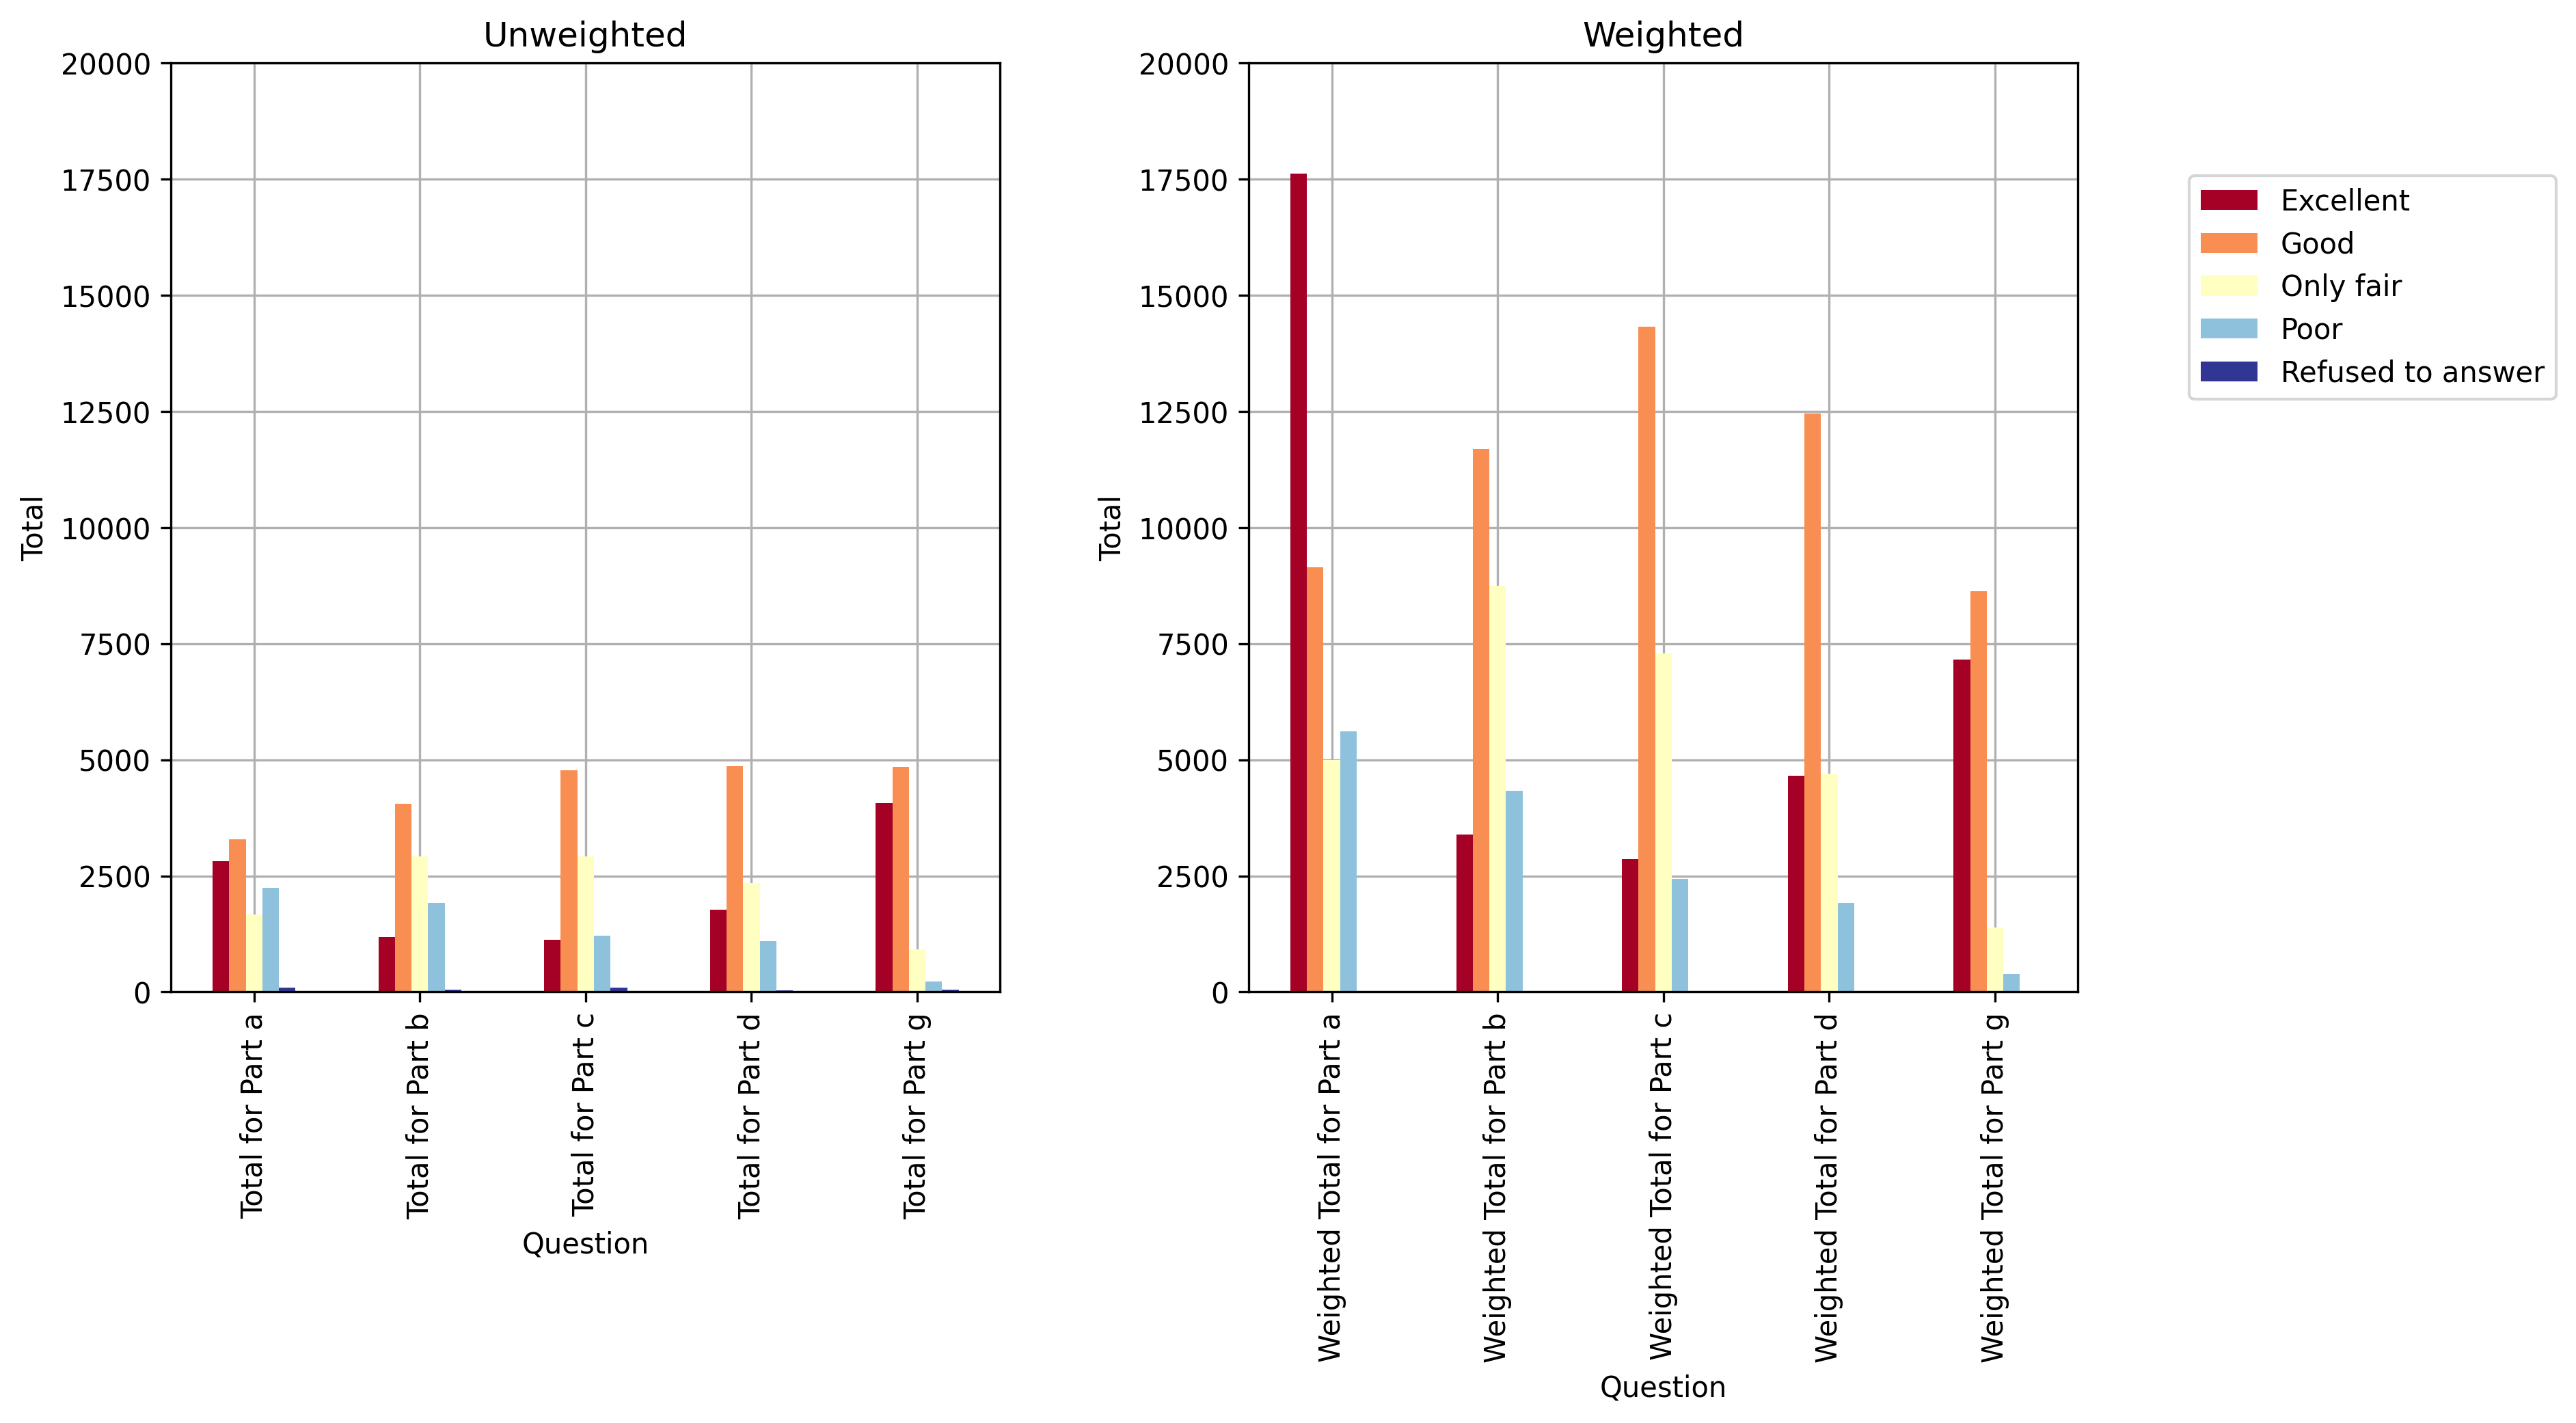 Unweighted
20000
17500
15000
12500
10000
7500
5000
2500
0
Total
Total for Part a
Total for Part b
Total for Part c
Total for Part d
Total for Part g
Question
Weighted
20000
17500
15000
12500
10000
7500
5000
2500
0
Total
Weighted Total for Part a
Weighted Total for Part b
Weighted Total for Part c
Weighted Total for Part d
Weighted Total for Part g
Question
Excellent
Good
Only fair
Poor
Refused to answer